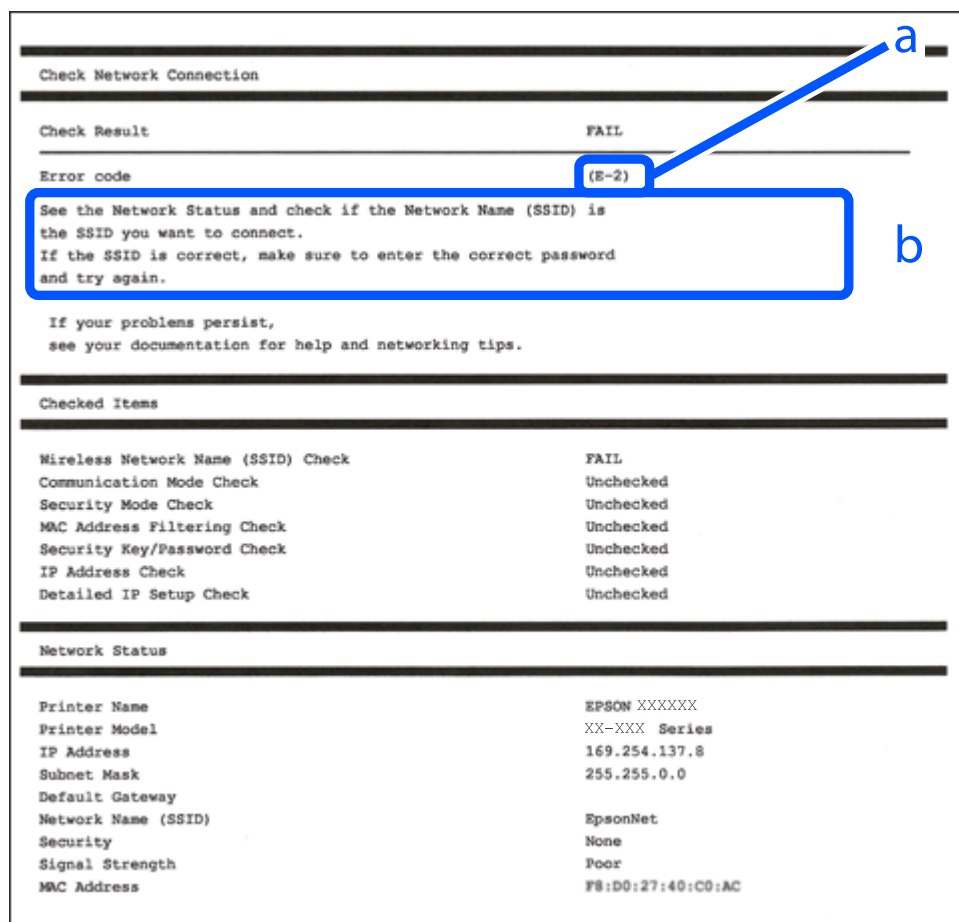 a
Check Network Connection
Check Result FAIL
Error code (E-2)
See the Network Status and check if the Network Name (SSID) is
the SSID you want to connect.
If the SSID is correct, make sure to enter the correct password
and try again.
b
If your problems persist,
see your documentation for help and networking tips.
Checked Items
Wireless Network Name (SSID) Check FAIL
Communication Mode Check Unchecked
Security Mode Check Unchecked
MAC Address Filtering Check Unchecked
Security Key/Password Check Unchecked
IP Address Check Unchecked
Detailed IP Setup Check Unchecked
Network Status
Printer Name EPSON XXXXXX
Printer Model XX-XXX Series
IP Address 169.254.137.8
Subnet Mask 255.255.0.0
Default Gateway
Network Name (SSID) EpsonNet
Security None
Signal Strength Poor
MAC Address F8:D0:27:40:C0:AC